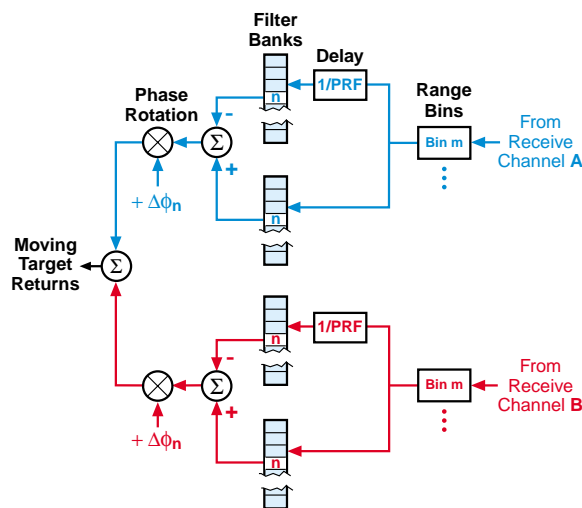 Filter
Banks
Delay
1/PRF
n
Range
Bins
Phase
Rotation
-
Σ
+
+ Δϕn
Bin m
From
Receive
Channel A
n
Moving
Target
Returns
Σ
1/PRF
n
-
Σ
+
+ Δϕn
Bin m
From
Receive
Channel B
n